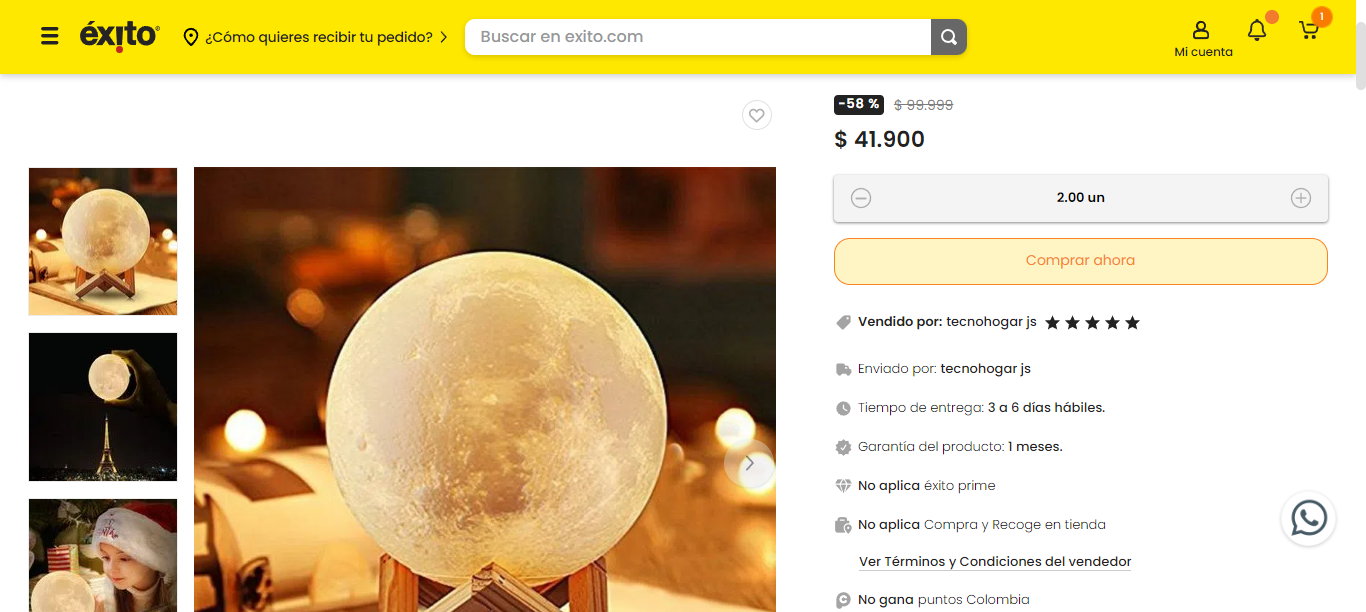 éxito
¿Cómo quieres recibir tu pedido?
Buscar en exito.com
Mi cuenta
1
-58 % $ 99.999
$ 41.900
2.00 un
Comprar ahora
Vendido por: tecnohogar js
Enviado por: tecnohogar js
Tiempo de entrega: 3 a 6 días hábiles.
Garantía del producto: 1 meses.
No aplica éxito prime
No aplica Compra y Recoge en tienda
Ver Términos y Condiciones del vendedor
No gana puntos Colombia